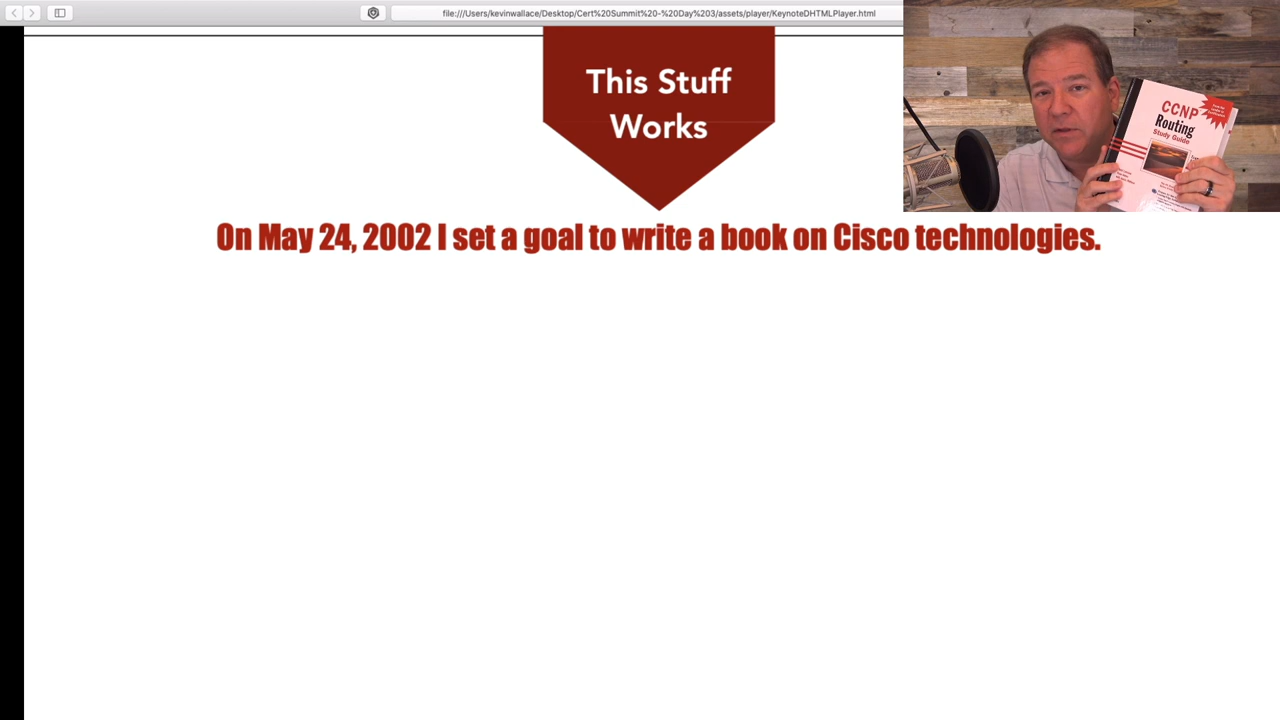 file:///Users/kevinwallace/Desktop/Cert%20Summit%20-%20Day%203/assets/player/KeynoteDHTMLPlayer.html
This Stuff
Works
On May 24, 2002 I set a goal to write a book on Cisco technologies.
CCNP
Routing
Study Guide